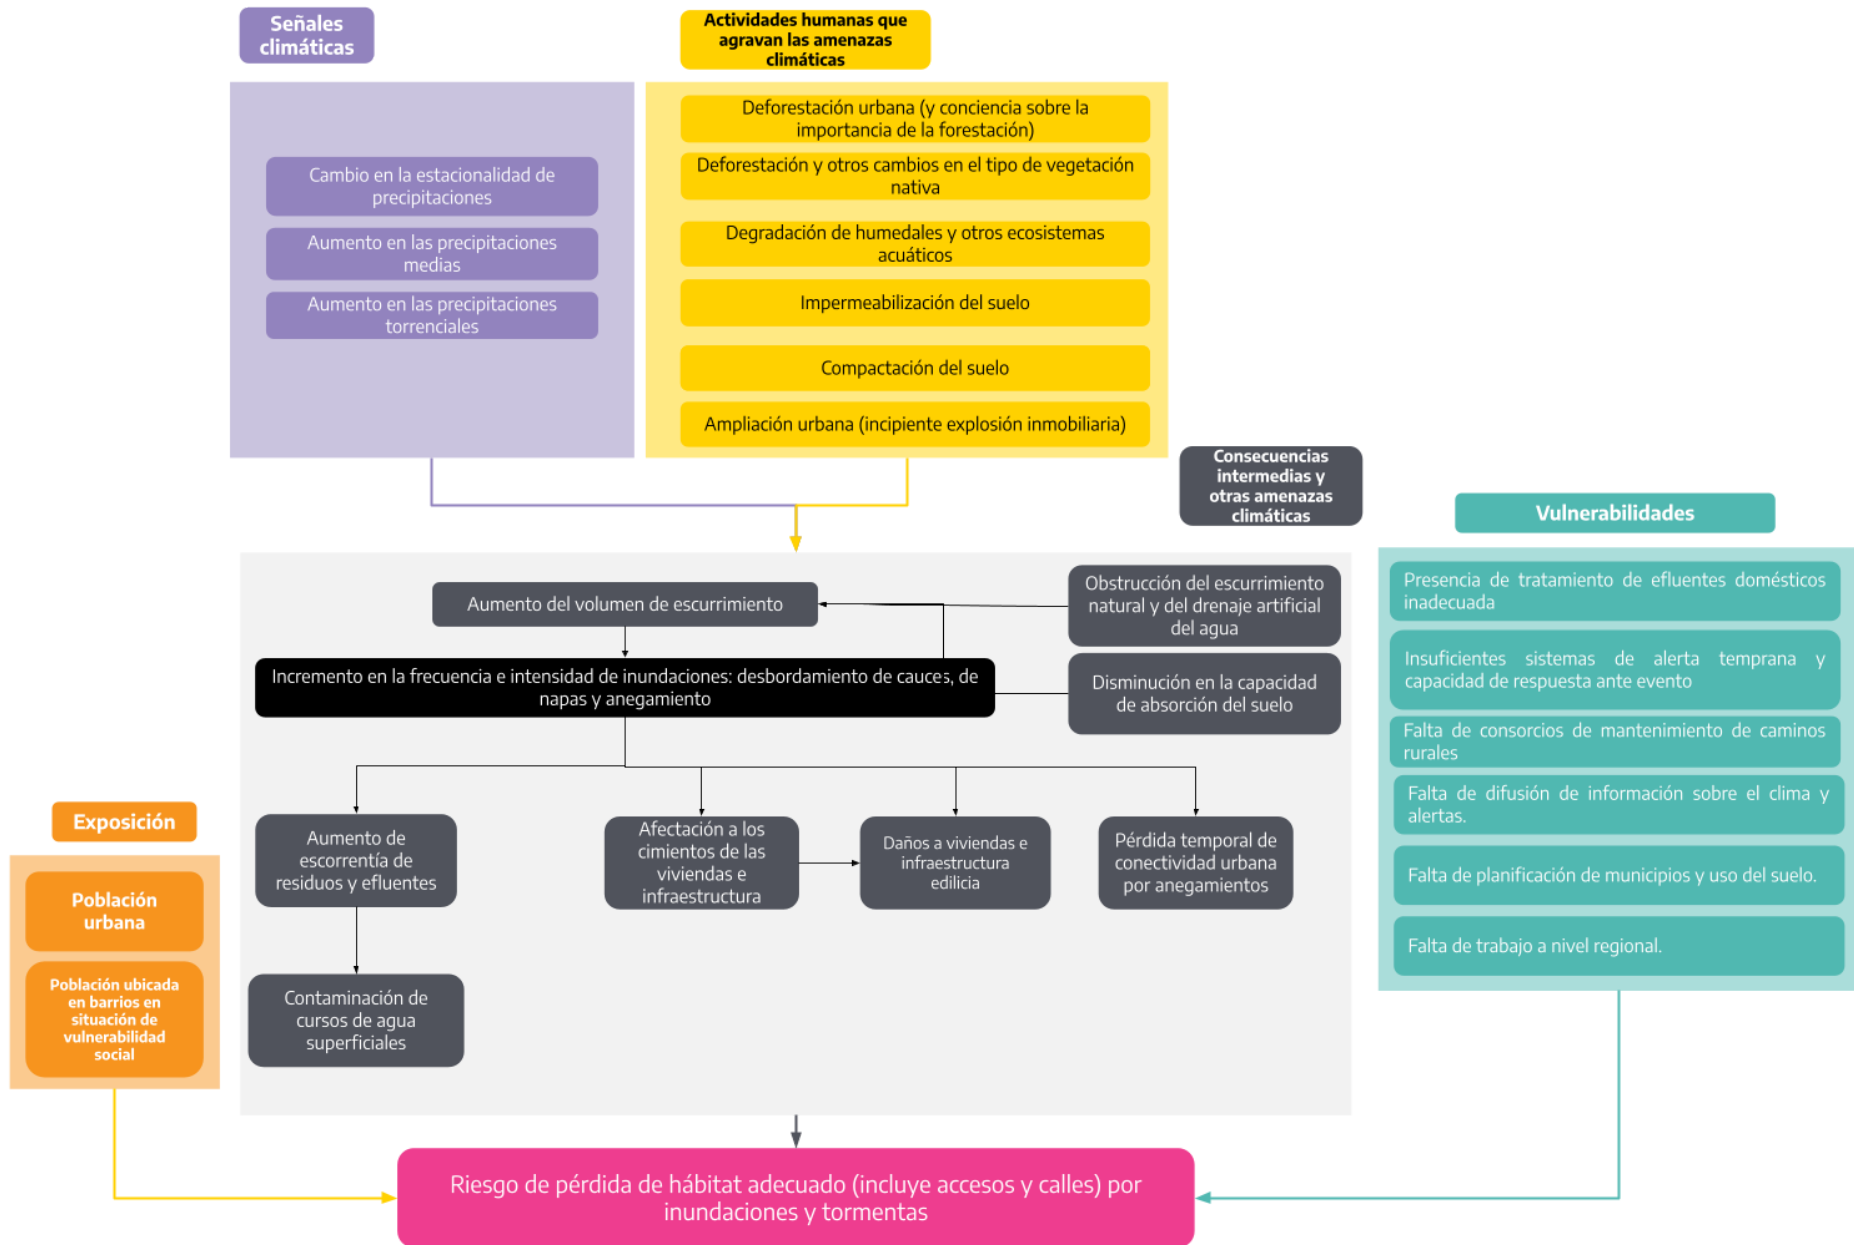 Señales
climáticas
Cambio en la estacionalidad de
precipitaciones
Aumento en las precipitaciones
medias
Aumento en las precipitaciones
torrenciales
Actividades humanas que
agravan las amenazas
climáticas
Deforestación urbana (y conciencia sobre la
importancia de la forestación)
Deforestación y otros cambios en el tipo de vegetación
nativa
Degradación de humedales y otros ecosistemas
acuáticos
Impermeabilización del suelo
Compactación del suelo
Ampliación urbana (incipiente explosión inmobiliaria)
Consecuencias
intermedias y
otras amenazas
climáticas
Aumento del volumen de escurrimiento
Obstrucción del escurrimiento
natural y del drenaje artificial
del agua
Incremento en la frecuencia e intensidad de inundaciones: desbordamiento de cauces, de
napas y anegamiento
Disminución en la capacidad
de absorción del suelo
Aumento de
escorrentía de
residuos y efluentes
Afectación a los
cimientos de las
viviendas e
infraestructura
Daños a viviendas e
infraestructura
edilicia
Pérdida temporal de
conectividad urbana
por anegamientos
Contaminación de
cursos de agua
superficiales
Vulnerabilidades
Presencia de tratamiento de efluentes domésticos
inadecuada
Insuficientes sistemas de alerta temprana y
capacidad de respuesta ante evento
Falta de consorcios de mantenimiento de caminos
rurales
Falta de difusión de información sobre el clima y
alertas.
Falta de planificación de municipios y uso del suelo.
Falta de trabajo a nivel regional.
Exposición
Población
urbana
Población ubicada
en barrios en
situación de
vulnerabilidad
social
Riesgo de pérdida de hábitat adecuado (incluye accesos y calles) por
inundaciones y tormentas